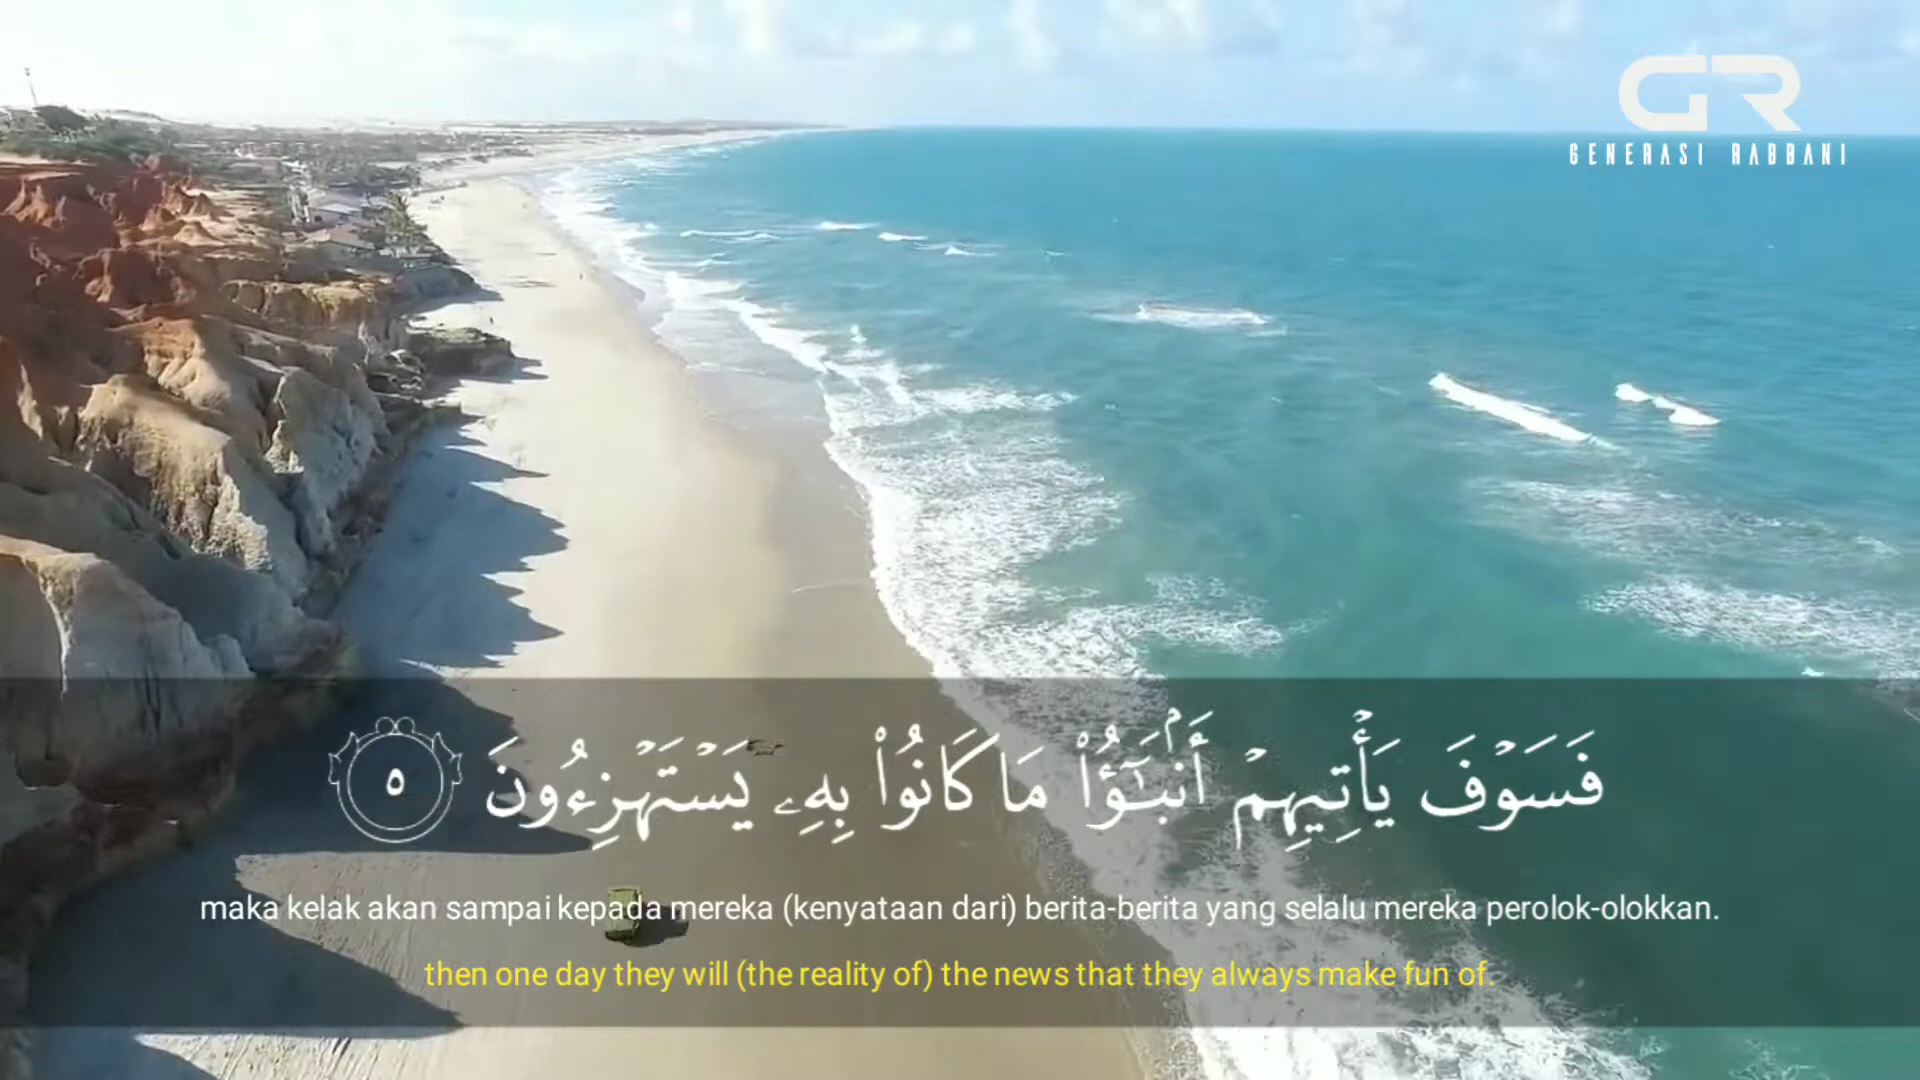 GR
GENERASI RABBANI
فَسَوْفَ يَأْتِيهِمْ أَنۢبَـٰٓؤُا۟ مَا كَانُوا۟ بِهِۦ يَسْتَهْزِءُونَ ٥
maka kelak akan sampai kepada mereka (kenyataan dari) berita-berita yang selalu mereka perolok-olokkan.
then one day they will (the reality of) the news that they always make fun of.